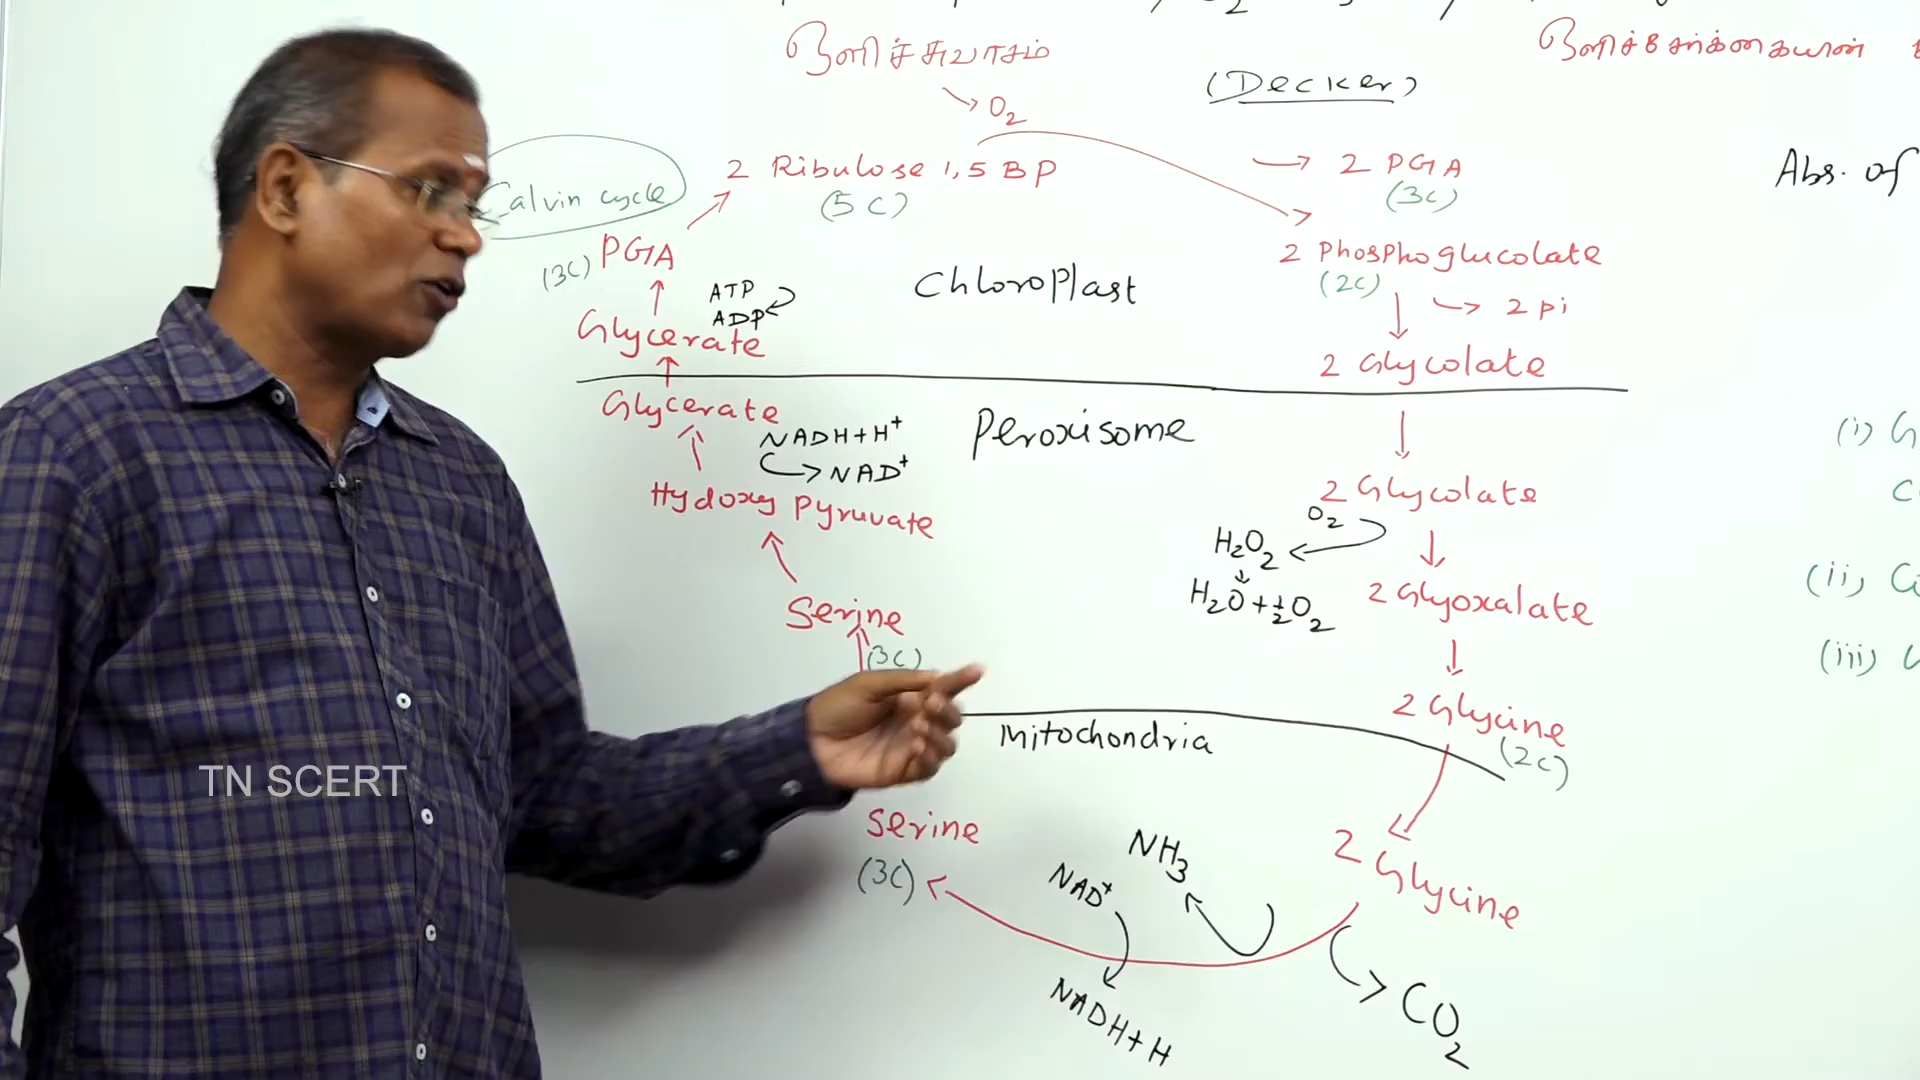 ஒளிச்சுவாசம்
ஒளிச்சேர்க்கையான்
(Decker)
→ O2
2 Ribulose 1,5 BP
(5C)
→ 2 PGA
(3C)
Abs. of
Calvin cycle
PGA
(3C)
2 Phosphoglucolate
(2C)
→ 2 pi
Chloroplast
ATP
ADP
Glycerate
2 Glycolate
Glycerate
Peroxisome
NADH+H+
NAD+
Hydoxy Pyruvate
2 Glycolate
O2
H2O2
H2O+½O2
2 Glyoxalate
Serine
(3C)
2 Glycine
(2C)
Mitochondria
(i) G
(ii) C
(iii)
TN SCERT
Serine
(3C)
NH3
NAD+
NADH+H
2 Glycine
CO2